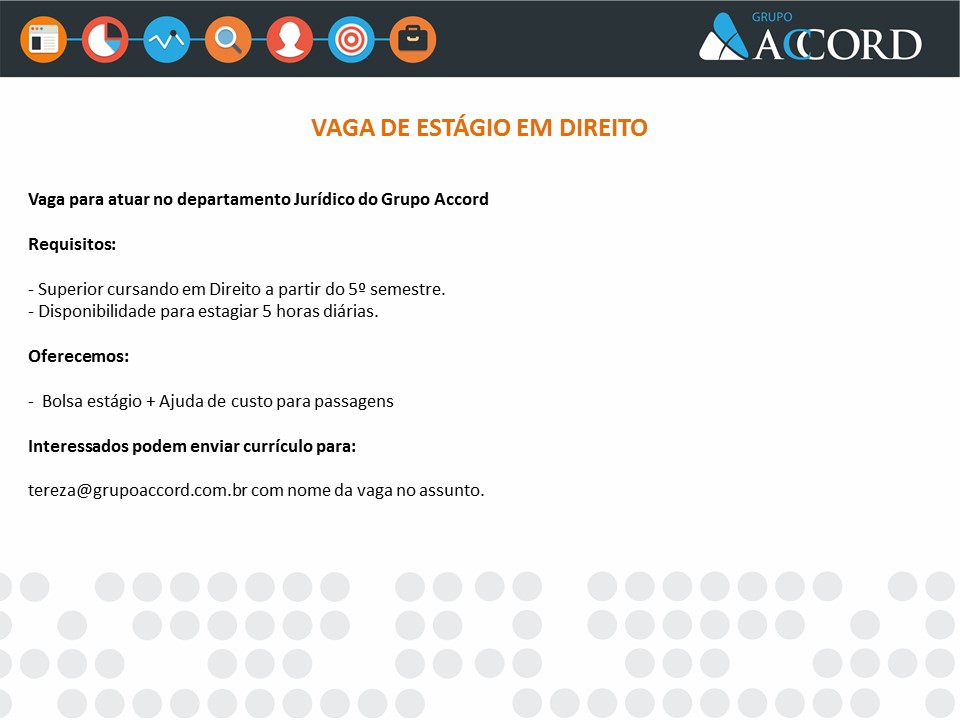 GRUPO
ACCORD
VAGA DE ESTÁGIO EM DIREITO
Vaga para atuar no departamento Jurídico do Grupo Accord
Requisitos:
- Superior cursando em Direito a partir do 5º semestre.
- Disponibilidade para estagiar 5 horas diárias.
Oferecemos:
- Bolsa estágio + Ajuda de custo para passagens
Interessados podem enviar currículo para:
tereza@grupoaccord.com.br com nome da vaga no assunto.